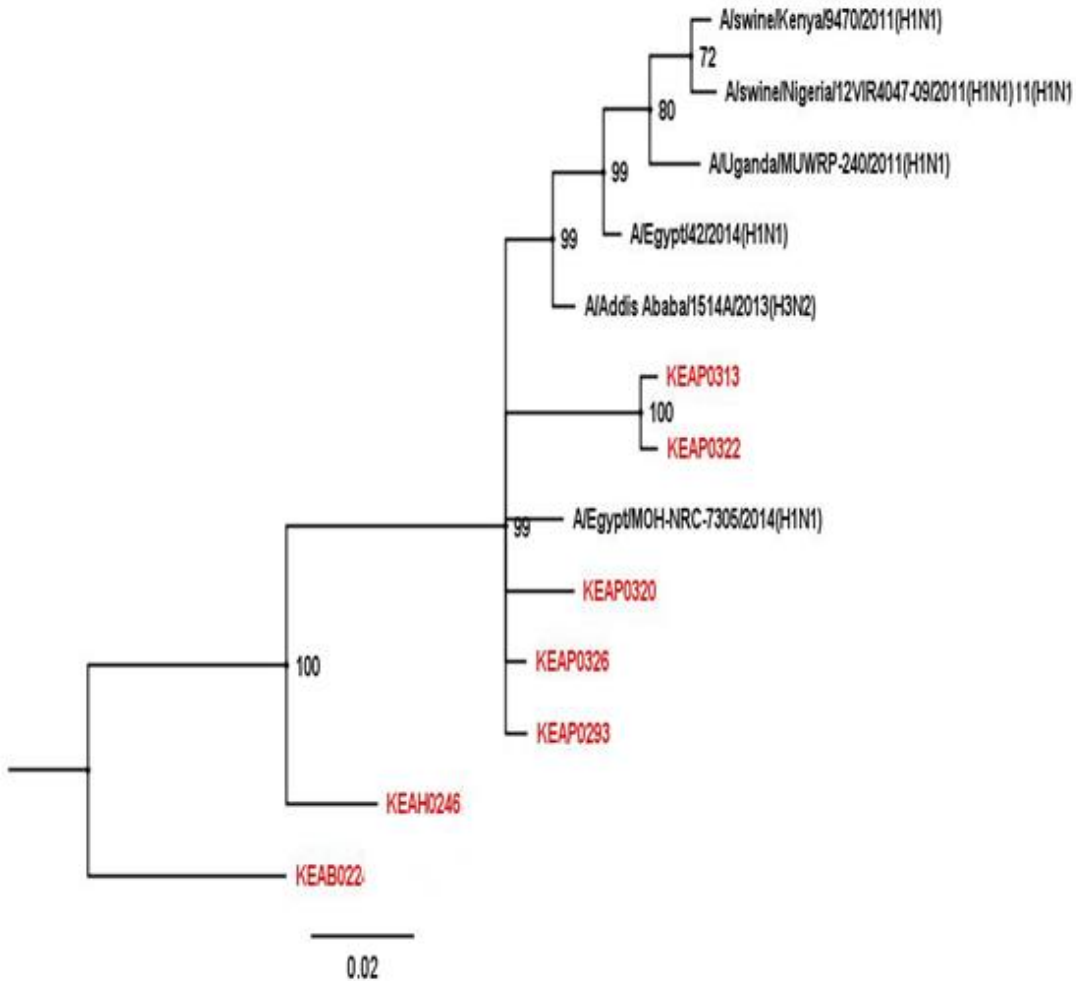 A/swine/Kenya/9470/2011(H1N1)
72
A/swine/Nigeria/12VIR4047-09/2011(H1N1) I1(H1N1
80
A/Uganda/MUWRP-240/2011(H1N1)
99
A/Egypt/42/2014(H1N1)
99
A/Addis Ababa/1514A/2013(H3N2)
KEAP0313
100
KEAP0322
99
A/Egypt/MOH-NRC-7305/2014(H1N1)
KEAP0320
KEAP0326
100
KEAP0293
KEAH0246
KEAB022
0.02